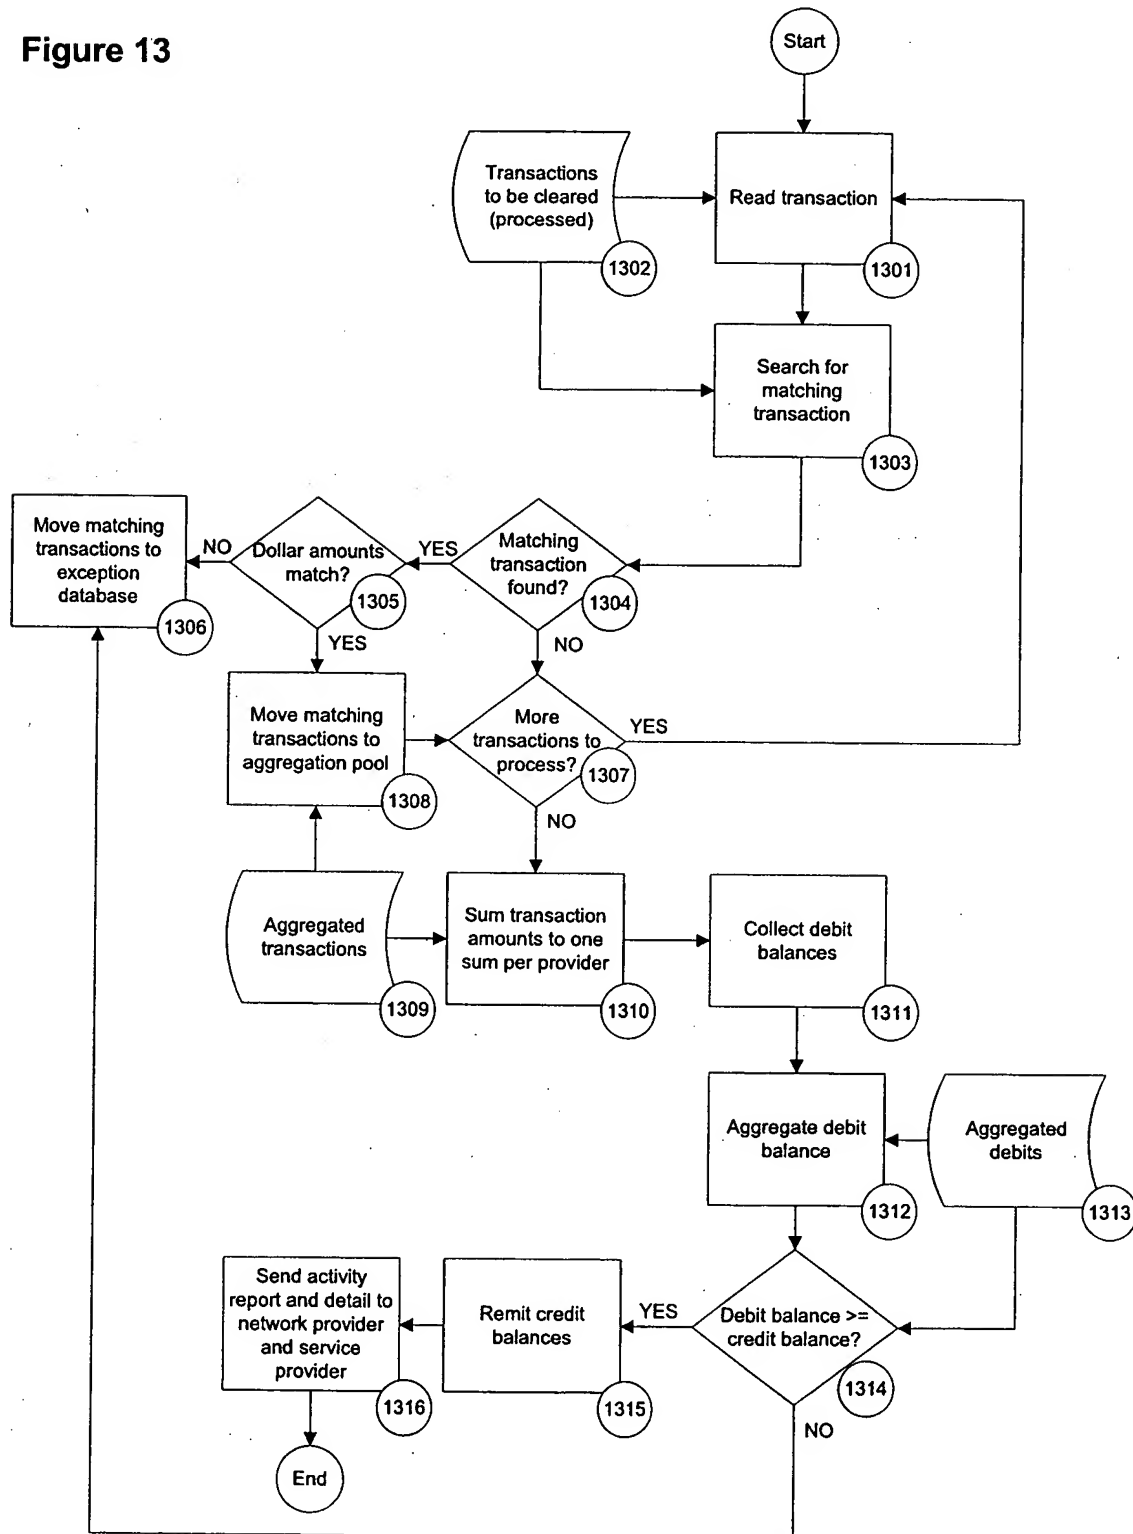 Figure 13
Start
Transactions
to be cleared
(processed)
1302
Read transaction
1301
Search for
matching
transaction
1303
Move matching
transactions to
exception
database
1306
NO
Dollar amounts
match?
1305
YES
Matching
transaction
found?
1304
YES
NO
Move matching
transactions to
aggregation pool
1308
More
transactions to
process?
1307
YES
NO
Aggregated
transactions
1309
Sum transaction
amounts to one
sum per provider
1310
Collect debit
balances
1311
Aggregate debit
balance
1312
Aggregated
debits
1313
Send activity
report and detail to
network provider
and service
provider
1316
Remit credit
balances
1315
YES
Debit balance >=
credit balance?
1314
NO
End